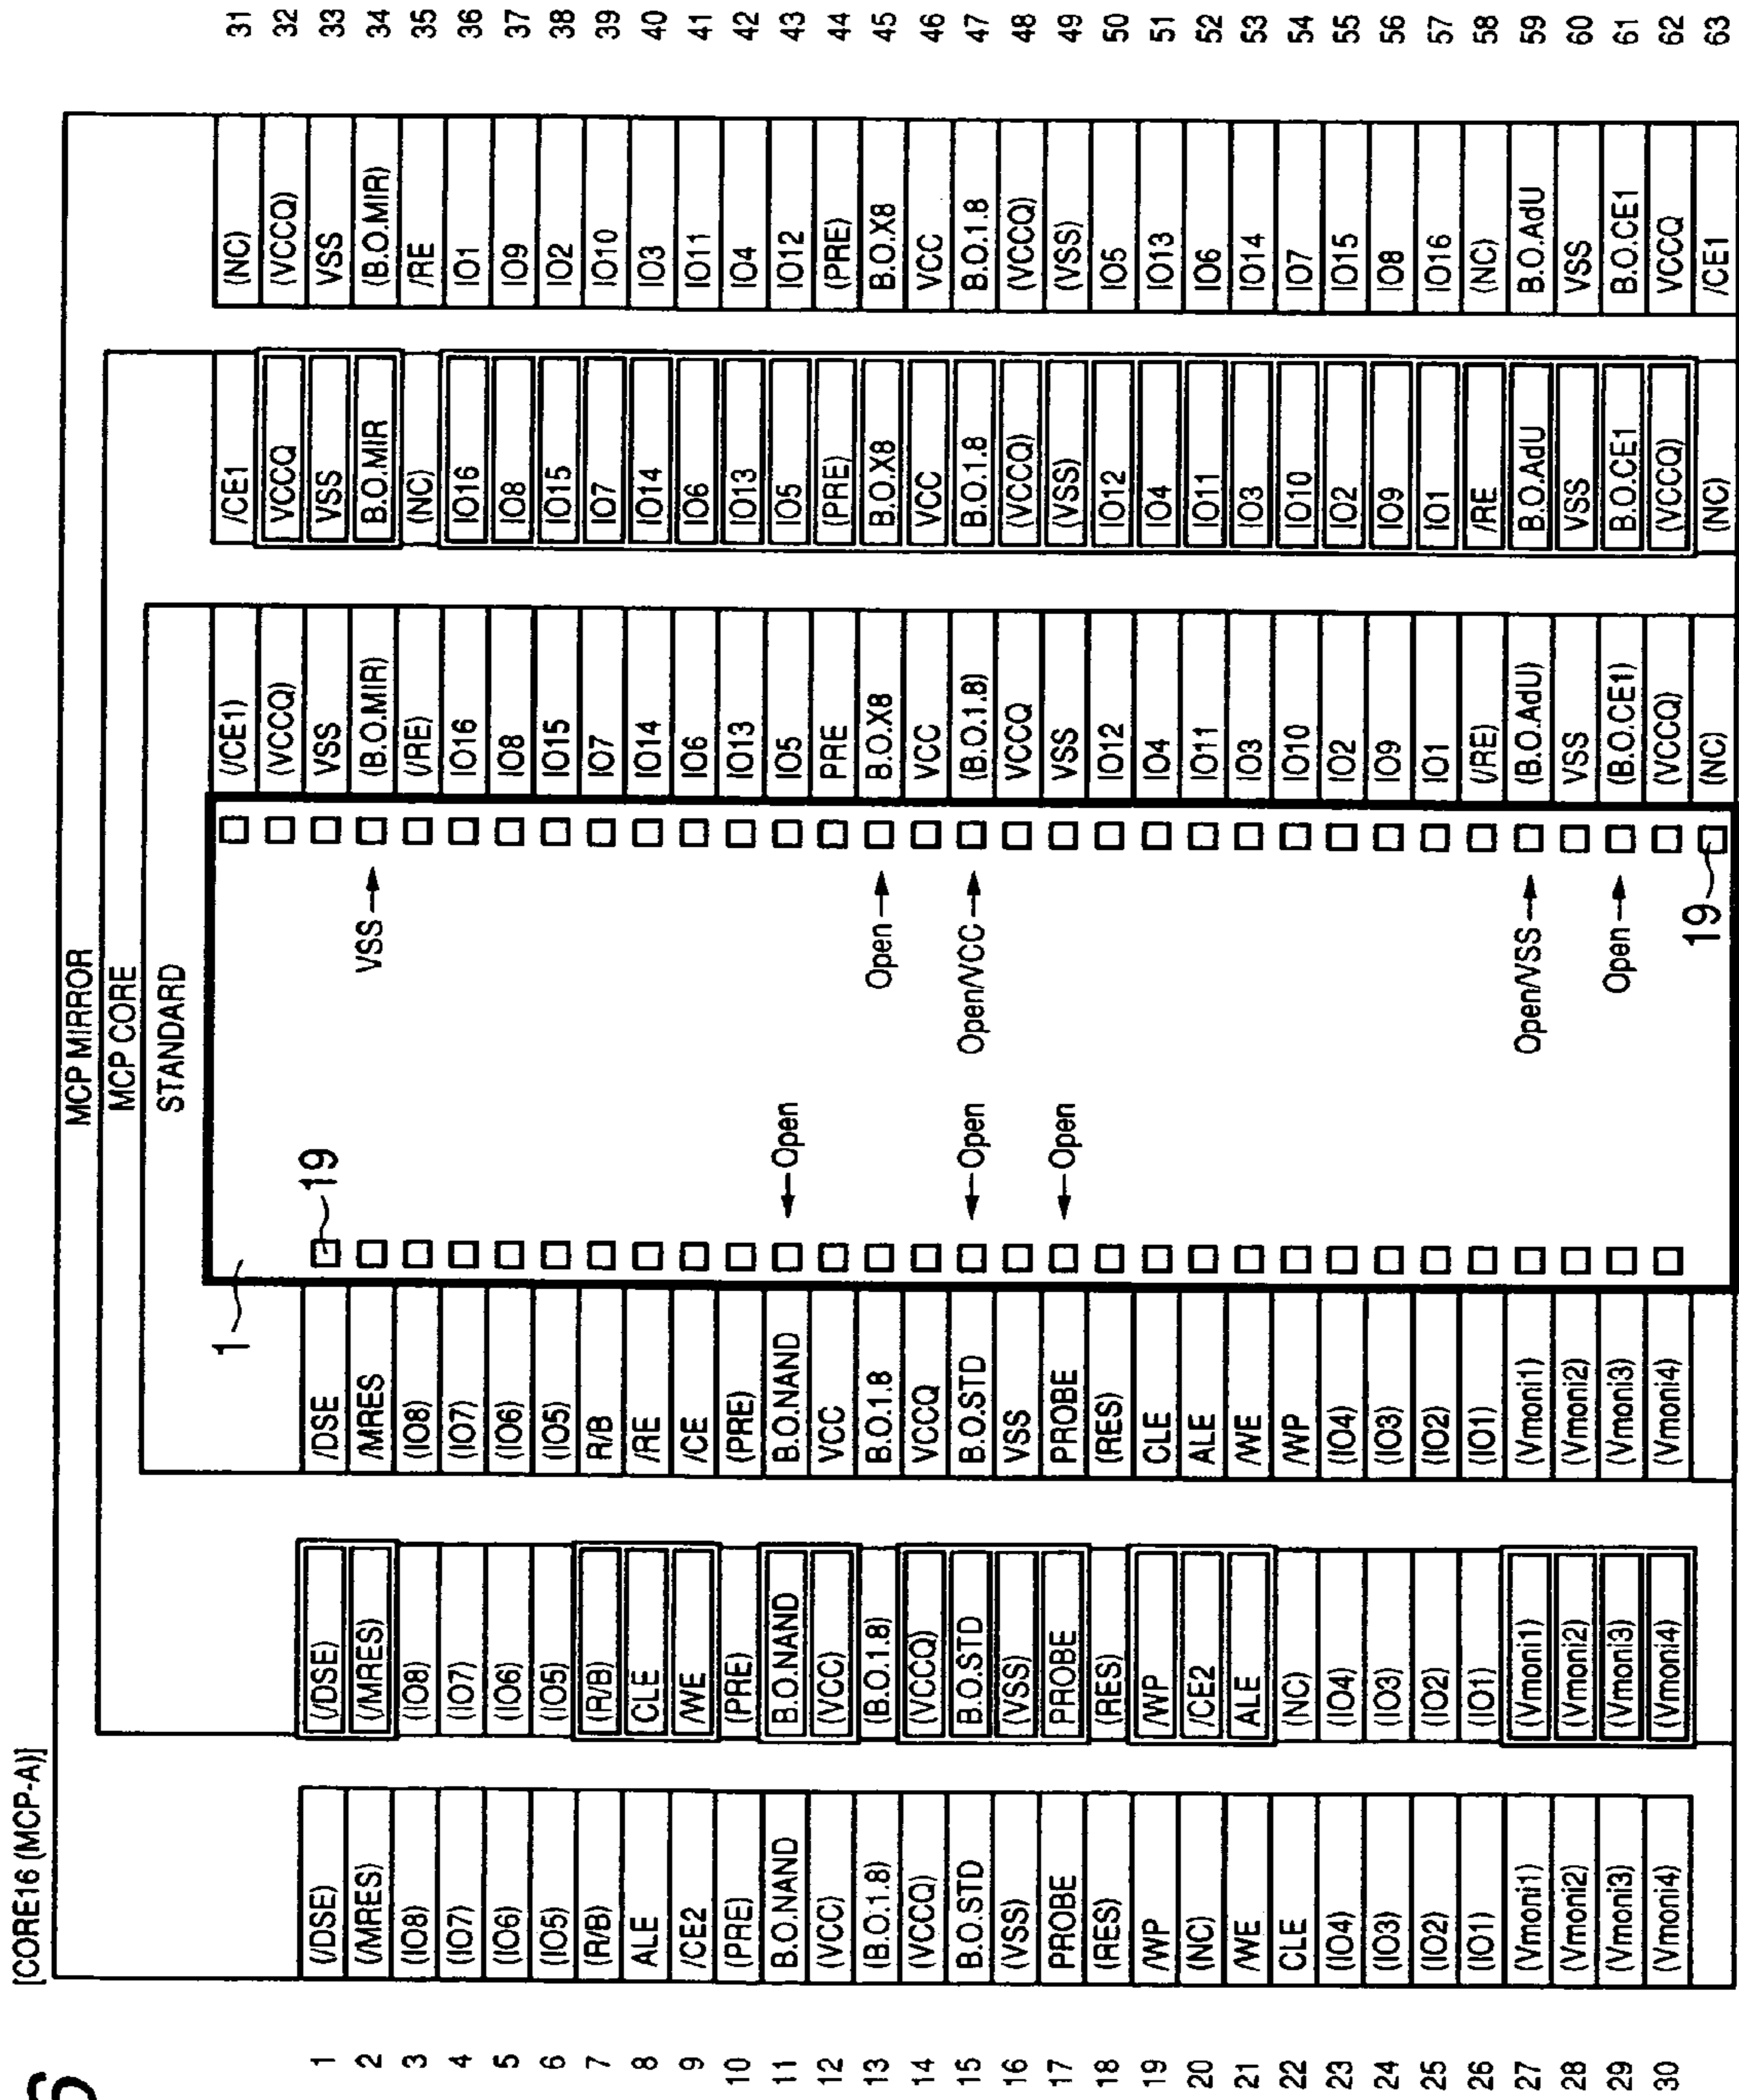 [CORE16 (MCP-A)]
MCP MIRROR
MCP CORE
STANDARD
1 (/CE1) /CE1 (NC) 31
(VCCQ) VCCQ (VCCQ) 32
1 (/DSE) (/DSE) /DSE 19 VSS VSS VSS 33
2 (/MRES) (/MRES) /MRES VSS→ (B.O.MIR) B.O.MIR (B.O.MIR) 34
3 (IO8) (IO8) (IO8) (/RE) (NC) /RE 35
4 (IO7) (IO7) (IO7) IO16 IO16 IO1 36
5 (IO6) (IO6) (IO6) IO8 IO8 IO9 37
6 (IO5) (IO5) (IO5) IO15 IO15 IO2 38
7 (R/B) (R/B) R/B IO7 IO7 IO10 39
8 ALE CLE /RE IO14 IO14 IO3 40
9 /CE2 /WE /CE IO6 IO6 IO11 41
10 (PRE) (PRE) (PRE) IO13 IO13 IO4 42
11 B.O.NAND B.O.NAND B.O.NAND ←Open IO5 IO5 IO12 43
12 (VCC) (VCC) VCC PRE (PRE) (PRE) 44
13 (B.O.1.8) (B.O.1.8) B.O.1.8 Open→ B.O.X8 B.O.X8 B.O.X8 45
14 (VCCQ) (VCCQ) VCCQ VCC VCC VCC 46
15 B.O.STD B.O.STD B.O.STD ←Open Open/VCC→ (B.O.1.8) B.O.1.8 B.O.1.8 47
16 (VSS) (VSS) VSS VCCQ (VCCQ) (VCCQ) 48
17 PROBE PROBE PROBE ←Open VSS (VSS) (VSS) 49
18 (RES) (RES) (RES) IO12 IO12 IO5 50
19 /WP /WP CLE IO4 IO4 IO13 51
20 (NC) /CE2 ALE IO11 IO11 IO6 52
21 /WE ALE /WE IO3 IO3 IO14 53
22 CLE (NC) /WP IO10 IO10 IO7 54
23 (IO4) (IO4) (IO4) IO2 IO2 IO15 55
24 (IO3) (IO3) (IO3) IO9 IO9 IO8 56
25 (IO2) (IO2) (IO2) IO1 IO1 IO16 57
26 (IO1) (IO1) (IO1) (/RE) /RE (NC) 58
27 (Vmoni1) (Vmoni1) (Vmoni1) Open/VSS→ (B.O.AdU) B.O.AdU B.O.AdU 59
28 (Vmoni2) (Vmoni2) (Vmoni2) VSS VSS VSS 60
29 (Vmoni3) (Vmoni3) (Vmoni3) Open→ (B.O.CE1) B.O.CE1 B.O.CE1 61
30 (Vmoni4) (Vmoni4) (Vmoni4) (VCCQ) (VCCQ) VCCQ 62
19 (NC) (NC) /CE1 63